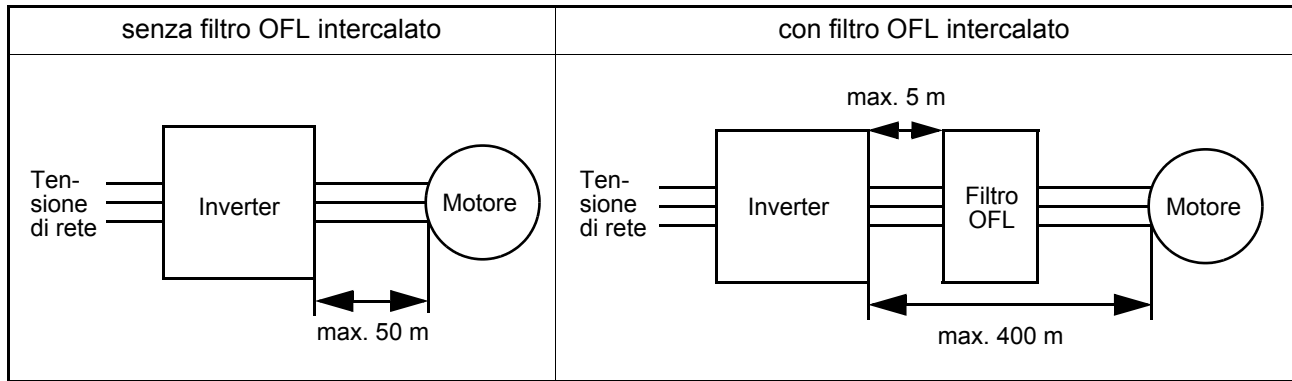 senza filtro OFL intercalato
con filtro OFL intercalato
Ten-
sione
di rete
Inverter
Motore
max. 50 m
max. 5 m
Ten-
sione
di rete
Inverter
Filtro
OFL
Motore
max. 400 m